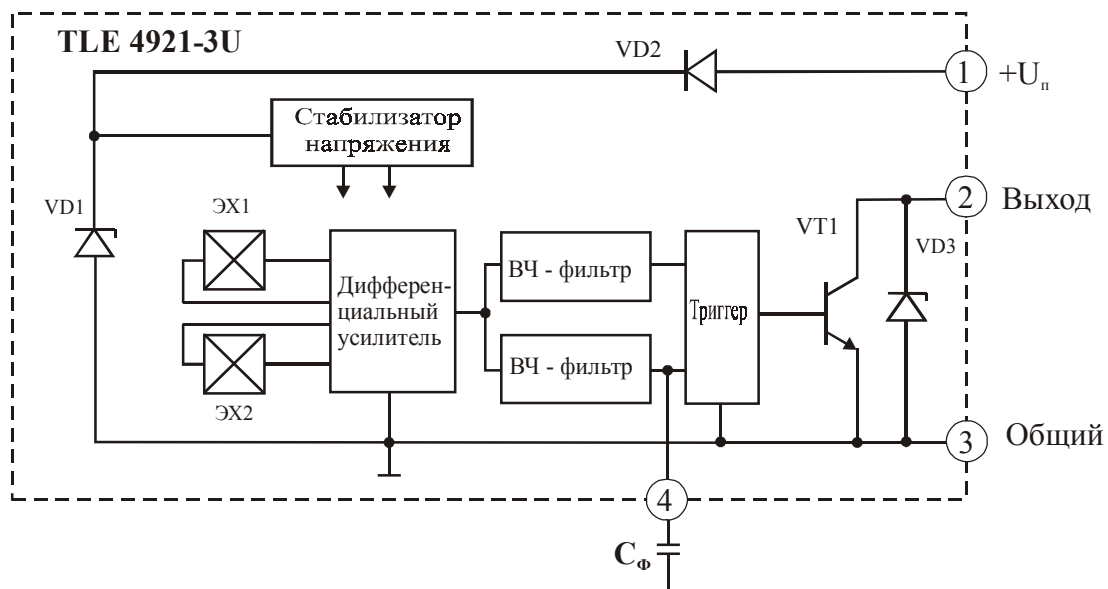 TLE 4921-3U
VD2
1
+Uп
Стабилизатор
напряжения
VD1
ЭХ1
2
Выход
VT1
VD3
Дифферен-
циальный
усилитель
ВЧ - фильтр
Триггер
ВЧ - фильтр
ЭХ2
3
Общий
4
CФ